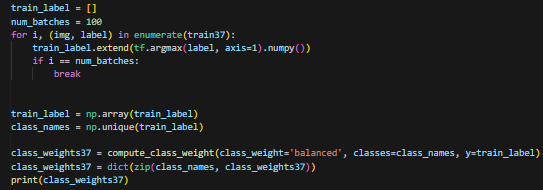 train_label = []
num_batches = 100
for i, (img, label) in enumerate(train37):
    train_label.extend(tf.argmax(label, axis=1).numpy())
    if i == num_batches:
        break
train_label = np.array(train_label)
class_names = np.unique(train_label)
class_weights37 = compute_class_weight(class_weight='balanced', classes=class_names, y=train_label)
class_weights37 = dict(zip(class_names, class_weights37))
print(class_weights37)